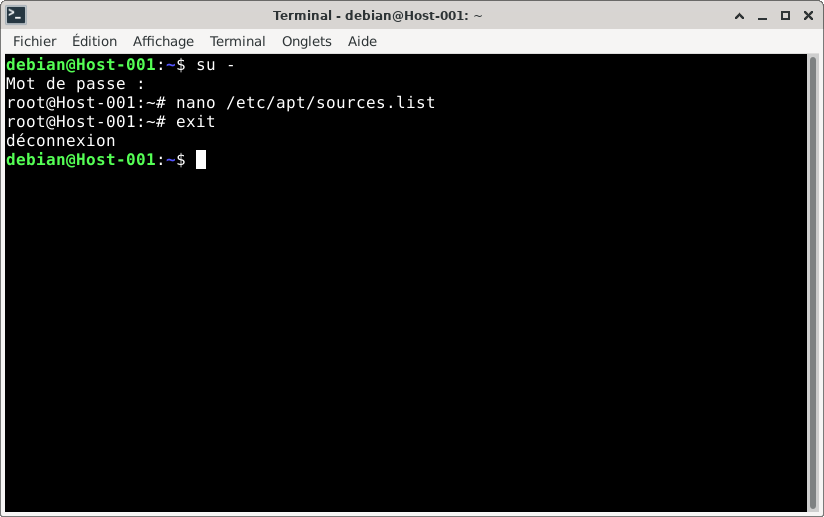 Terminal - debian@Host-001: ~
Fichier Édition Affichage Terminal Onglets Aide
debian@Host-001:~$ su -
Mot de passe :
root@Host-001:~# nano /etc/apt/sources.list
root@Host-001:~# exit
déconnexion
debian@Host-001:~$